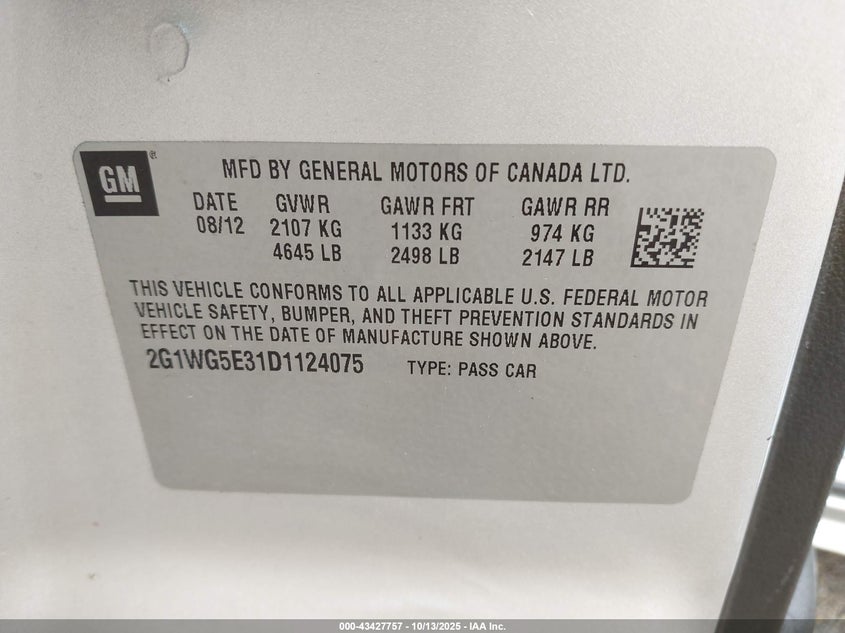 GM
MFD BY GENERAL MOTORS OF CANADA LTD.
DATE GVWR GAWR FRT GAWR RR
08/12 2107 KG 1133 KG 974 KG
4645 LB 2498 LB 2147 LB
THIS VEHICLE CONFORMS TO ALL APPLICABLE U.S. FEDERAL MOTOR
VEHICLE SAFETY, BUMPER, AND THEFT PREVENTION STANDARDS IN
EFFECT ON THE DATE OF MANUFACTURE SHOWN ABOVE.
2G1WG5E31D1124075 TYPE: PASS CAR
000-43427757 - 10/13/2025 - IAA Inc.